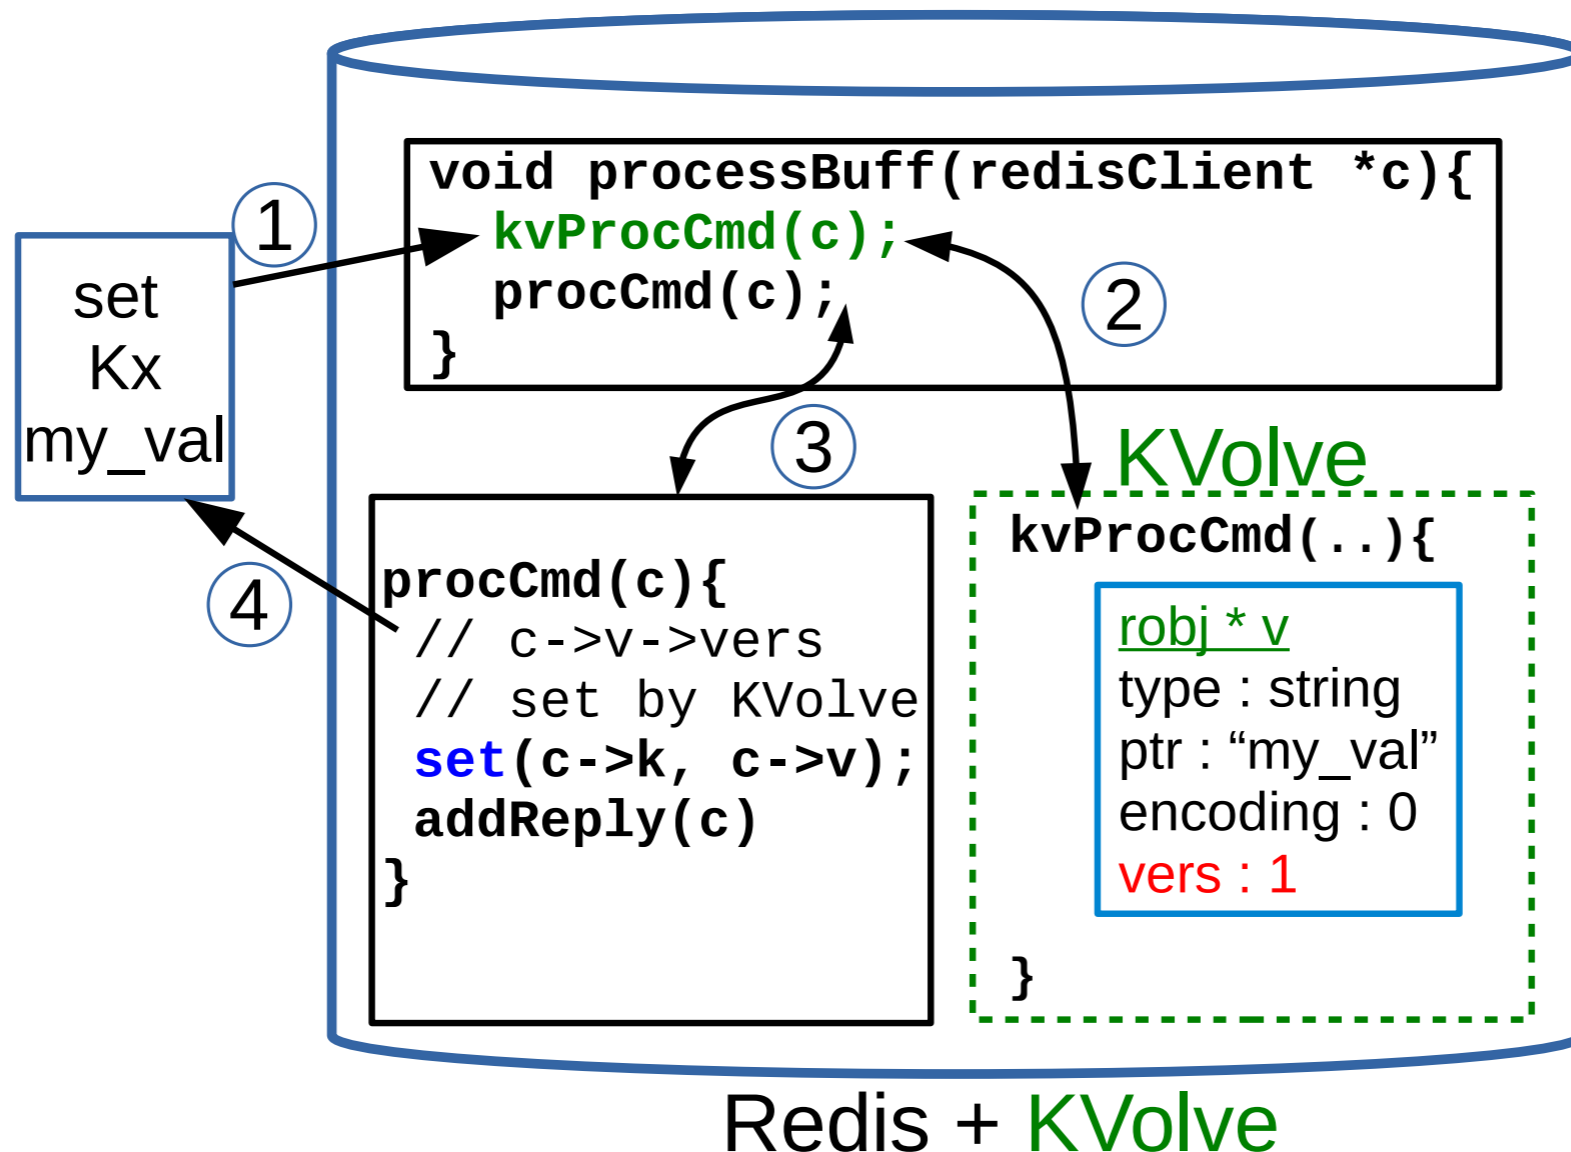 void processBuff(redisClient *c){
kvProcCmd(c);
procCmd(c);
}
1
set
Kx
my_val
2
3
4
procCmd(c){
// c->v->vers
// set by KVolve
set(c->k, c->v);
addReply(c)
}
KVolve
kvProcCmd(..){
robj * v
type : string
ptr : “my_val”
encoding : 0
vers : 1
}
Redis + KVolve